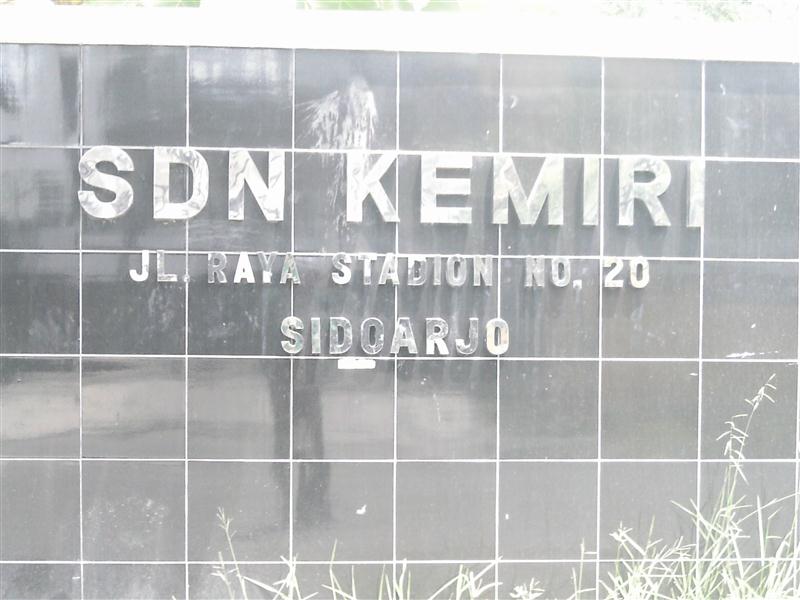 SDN KEMIRI
JL. RAYA STADION NO. 20
SIDOARJO